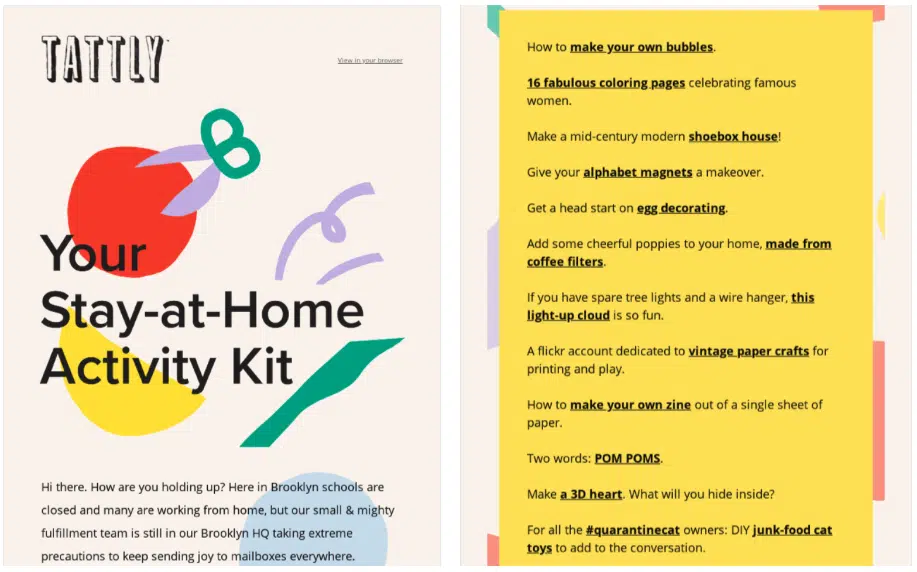 TATTLY
View in your browser
Your
Stay-at-Home
Activity Kit
Hi there. How are you holding up? Here in Brooklyn schools are
closed and many are working from home, but our small & mighty
fulfillment team is still in our Brooklyn HQ taking extreme
precautions to keep sending joy to mailboxes everywhere.
How to make your own bubbles.
16 fabulous coloring pages celebrating famous
women.
Make a mid-century modern shoebox house!
Give your alphabet magnets a makeover.
Get a head start on egg decorating.
Add some cheerful poppies to your home, made from
coffee filters.
If you have spare tree lights and a wire hanger, this
light-up cloud is so fun.
A flickr account dedicated to vintage paper crafts for
printing and play.
How to make your own zine out of a single sheet of
paper.
Two words: POM POMS.
Make a 3D heart. What will you hide inside?
For all the #quarantinecat owners: DIY junk-food cat
toys to add to the conversation.